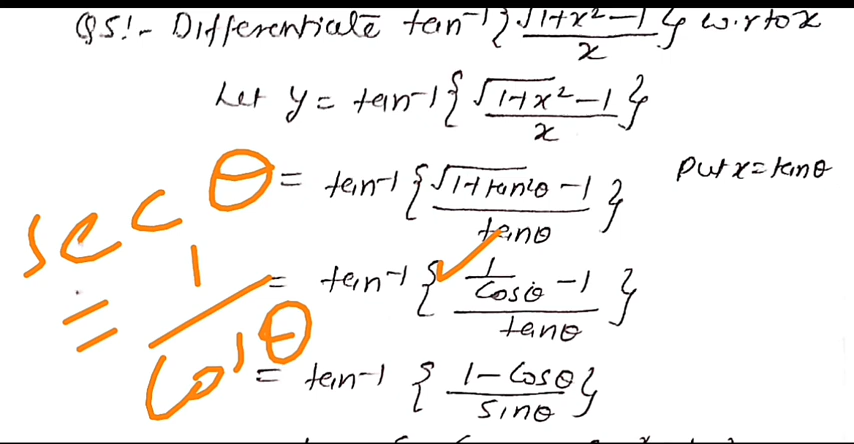 Q5!- Differentiate tan⁻¹{√1+x²-1/x} w.r to x
Let y = tan⁻¹{√1+x²-1/x}
= tan⁻¹{√1+tan²θ-1/tanθ} Put x=tanθ
= tan⁻¹{1/Cosθ-1/tanθ}
= tan⁻¹{1-Cosθ/Sinθ}
Sec θ
= 1/Cosθ